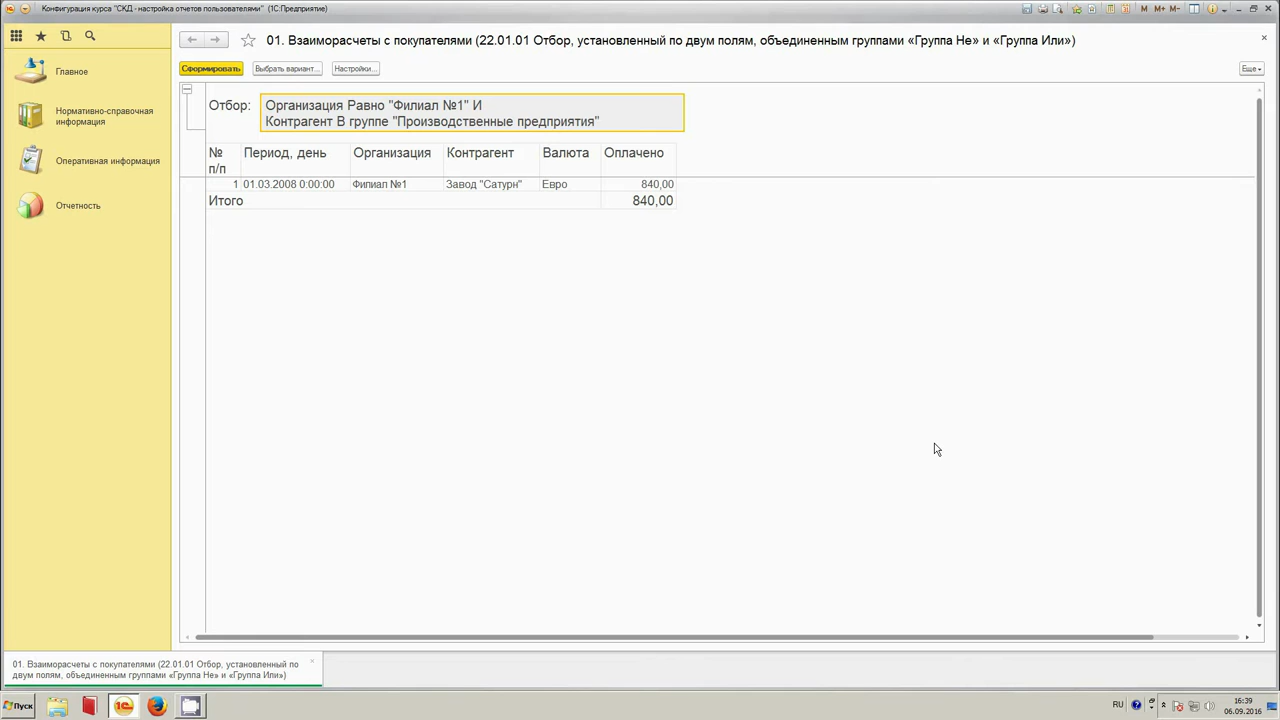 Конфигурация курса "СКД - настройка отчетов пользователями" (1С:Предприятие)
M M+ M-
01. Взаиморасчеты с покупателями (22.01.01 Отбор, установленный по двум полям, объединенным группами «Группа Не» и «Группа Или»)
Главное
Сформировать Выбрать вариант... Настройки... Еще
Нормативно-справочная
информация
Оперативная информация
Отчетность
Отбор: Организация Равно "Филиал №1" И
Контрагент В группе "Производственные предприятия"
№ Период, день Организация Контрагент Валюта Оплачено
п/п
1 01.03.2008 0:00:00 Филиал №1 Завод "Сатурн" Евро 840,00
Итого 840,00
01. Взаиморасчеты с покупателями (22.01.01 Отбор, установленный по
двум полям, объединенным группами «Группа Не» и «Группа Или»)
Пуск RU 16:39
06.09.2016